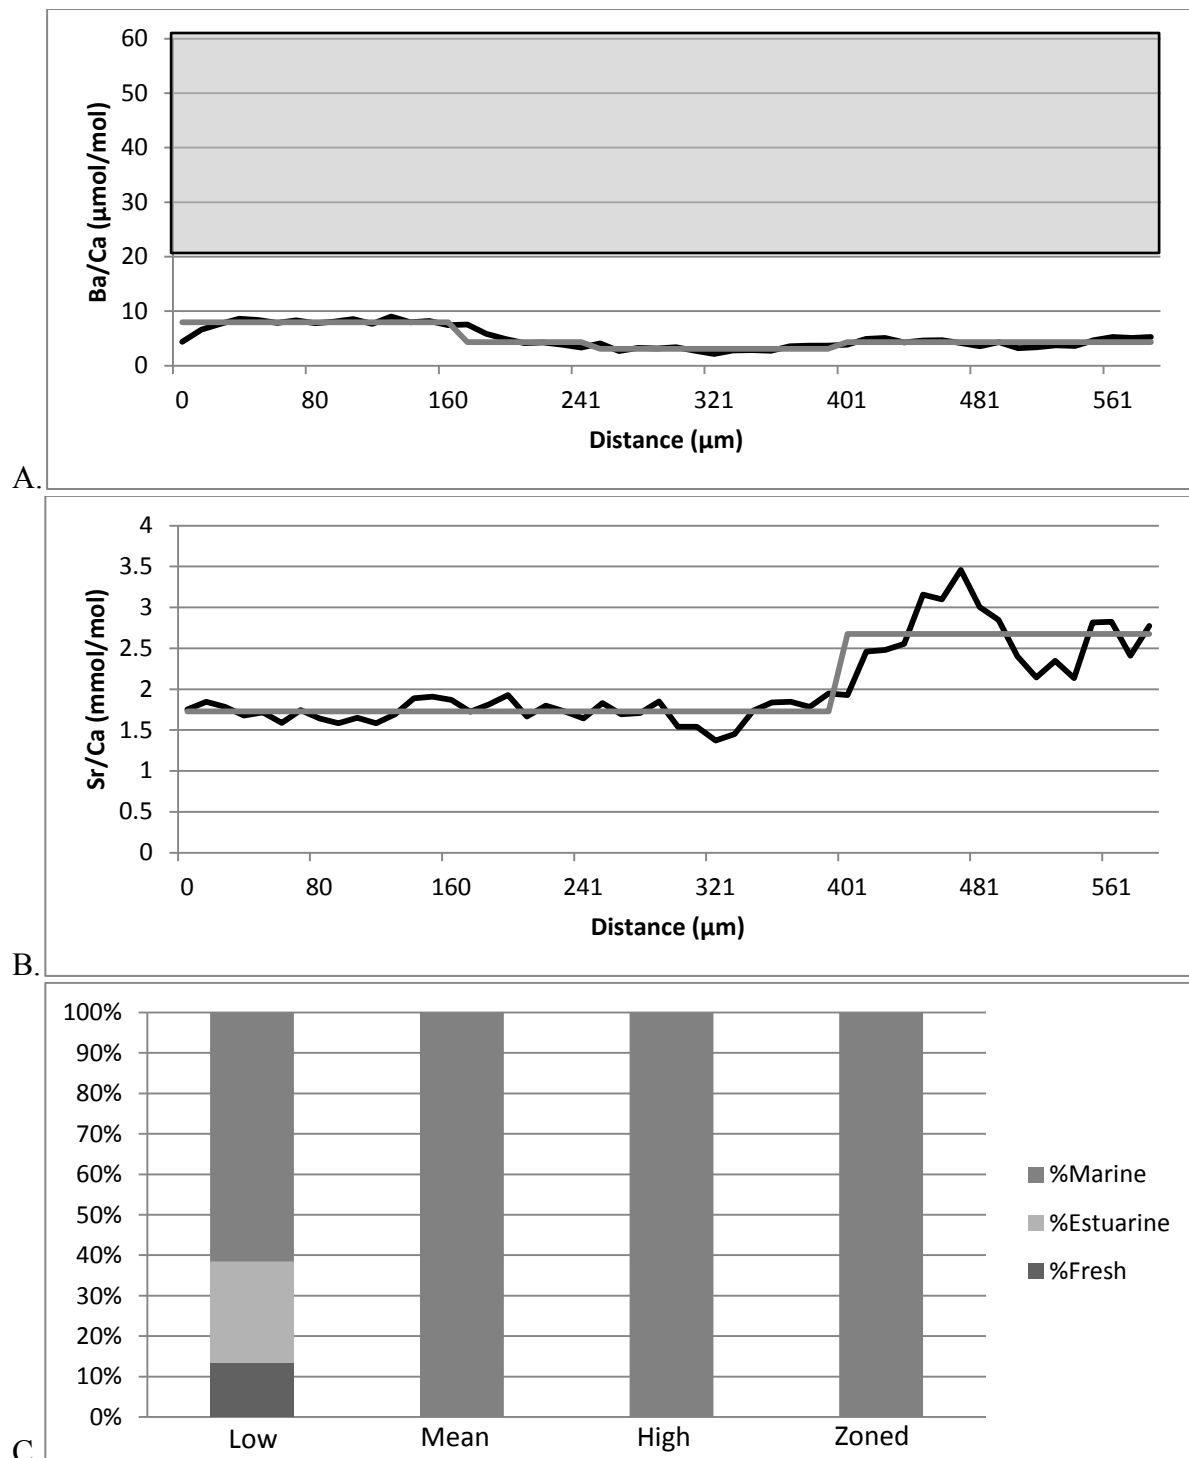 60
50
40
30
20
10
0
Ba/Ca (µmol/mol)
0 80 160 241 321 401 481 561
Distance (µm)
A.
4
3.5
3
2.5
2
1.5
1
0.5
0
Sr/Ca (mmol/mol)
0 80 160 241 321 401 481 561
Distance (µm)
B.
100%
90%
80%
70%
60%
50%
40%
30%
20%
10%
0%
%Marine
%Estuarine
%Fresh
Low Mean High Zoned
C